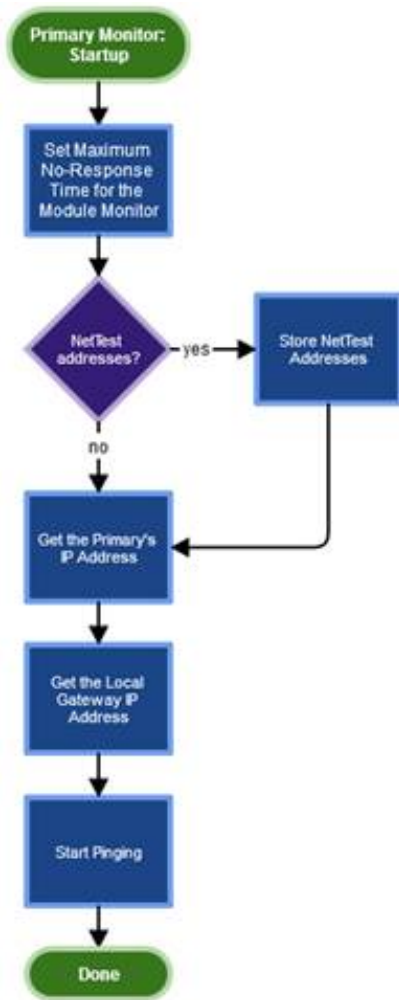 Primary Monitor:
Startup
Set Maximum
No-Response
Time for the
Module Monitor
NetTest
addresses?
yes
Store NetTest
Addresses
no
Get the Primary's
IP Address
Get the Local
Gateway IP
Address
Start Pinging
Done